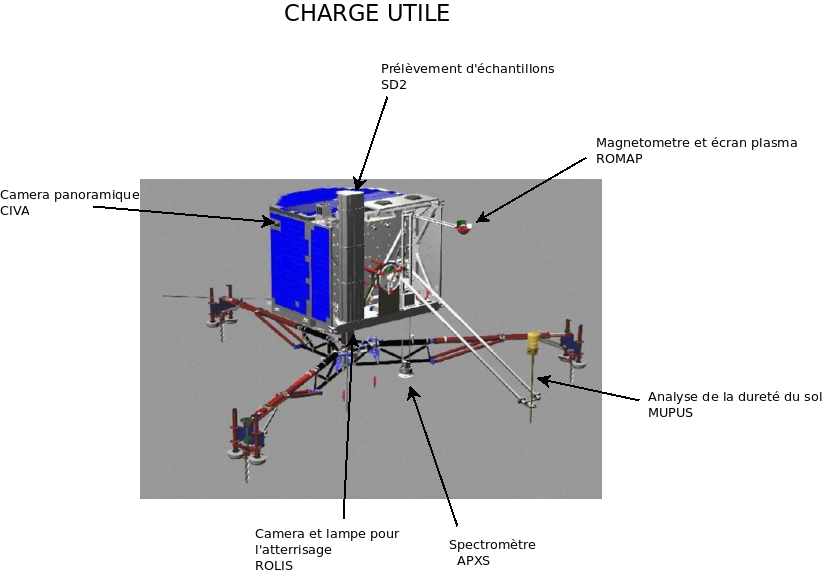 CHARGE UTILE
Prélèvement d'échantillons
SD2
Magnetometre et écran plasma
ROMAP
Camera panoramique
CIVA
Analyse de la dureté du sol
MUPUS
Camera et lampe pour
l'atterrisage
ROLIS
Spectromètre
APXS